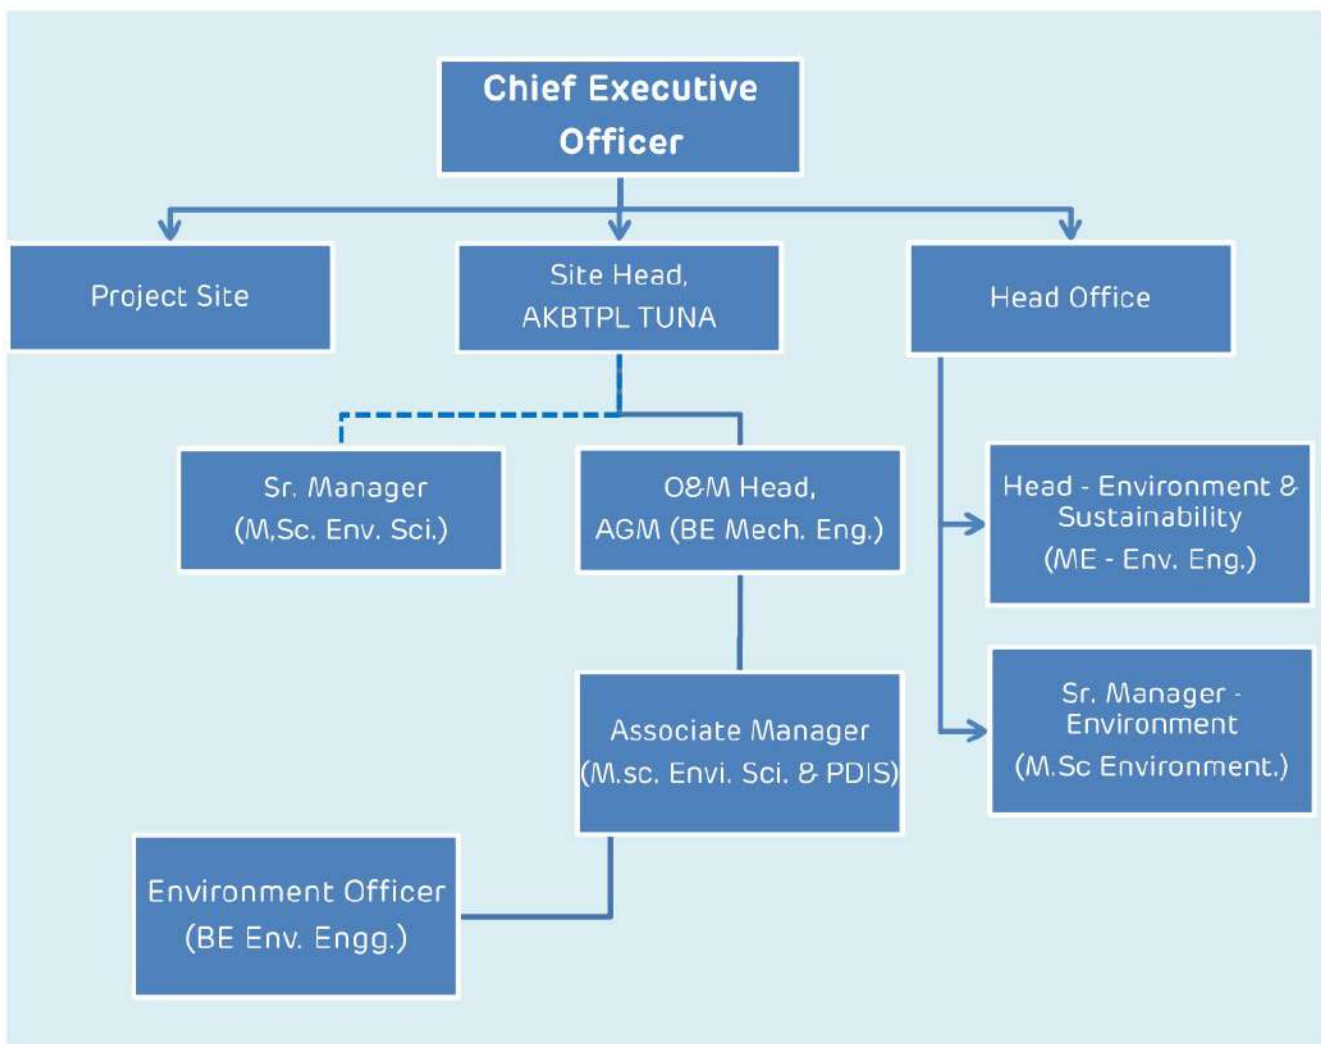 Chief Executive
Officer
Project Site
Site Head,
AKBTPL TUNA
Head Office
Sr. Manager
(M,Sc. Env. Sci.)
O&M Head,
AGM (BE Mech. Eng.)
Head - Environment &
Sustainability
(ME - Env. Eng.)
Associate Manager
(M.sc. Envi. Sci. & PDIS)
Sr. Manager -
Environment
(M.Sc Environment.)
Environment Officer
(BE Env. Engg.)